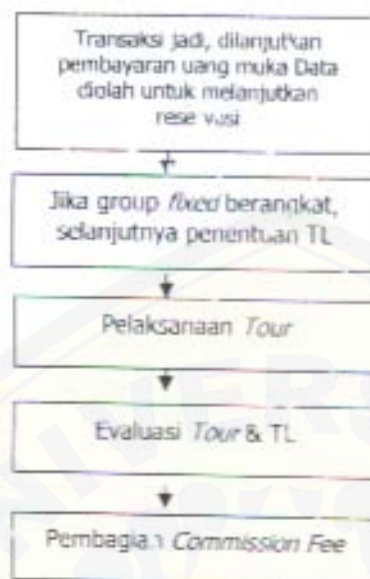 Transaksi jadi, dilanjutkan
pembayaran uang muka Data
diolah untuk melanjutkan
Jika group fixed berangkat,
selanjutnya penentuan TL
Pelaksanaan Tour
Evaluasi Tour & TL
Pembagian Commission Fee